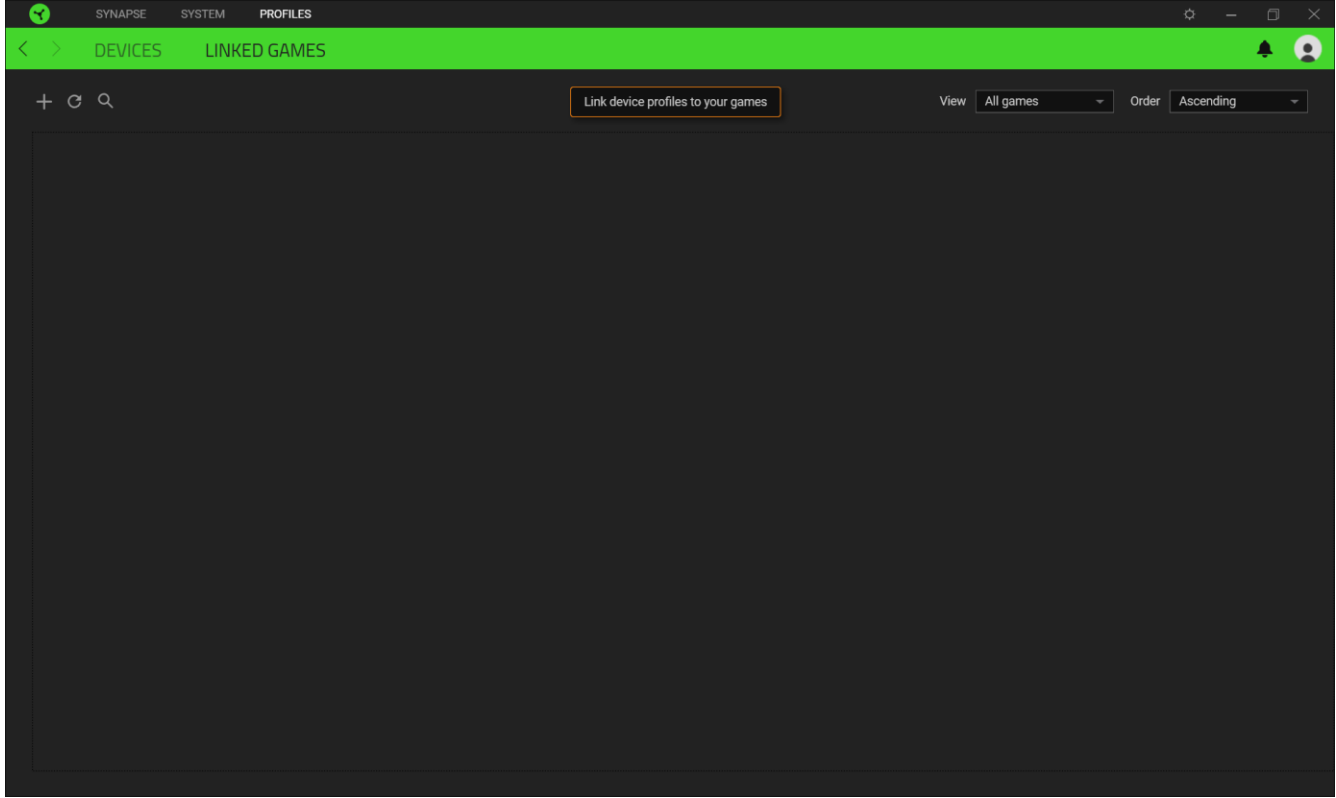 SYNAPSE SYSTEM PROFILES
DEVICES LINKED GAMES
Link device profiles to your games View All games Order Ascending